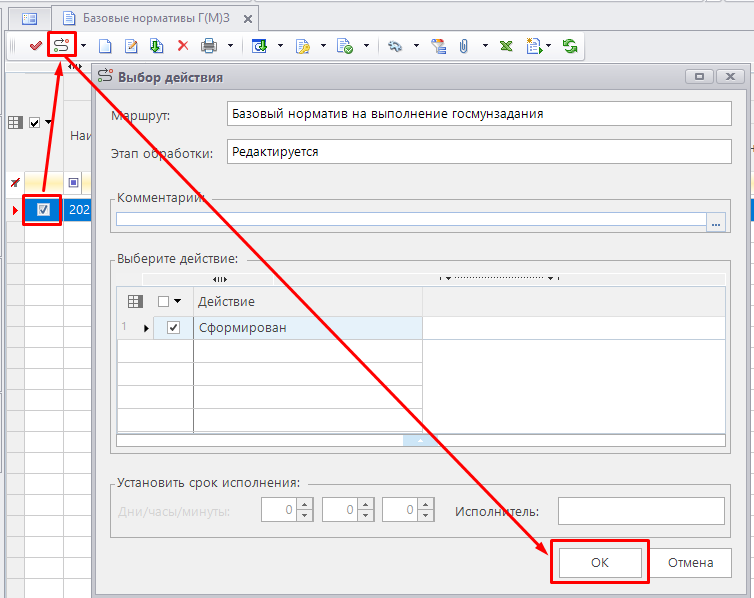 Базовые нормативы Г(М)З
Выбор действия
Наи
Маршрут:
Базовый норматив на выполнение госмунзадания
Этап обработки:
Редактируется
Комментарий:
...
202
Выберите действие:
Действие
1
Сформирован
Установить срок исполнения:
Дни/часы/минуты:
0
0
0
Исполнитель:
ОК
Отмена